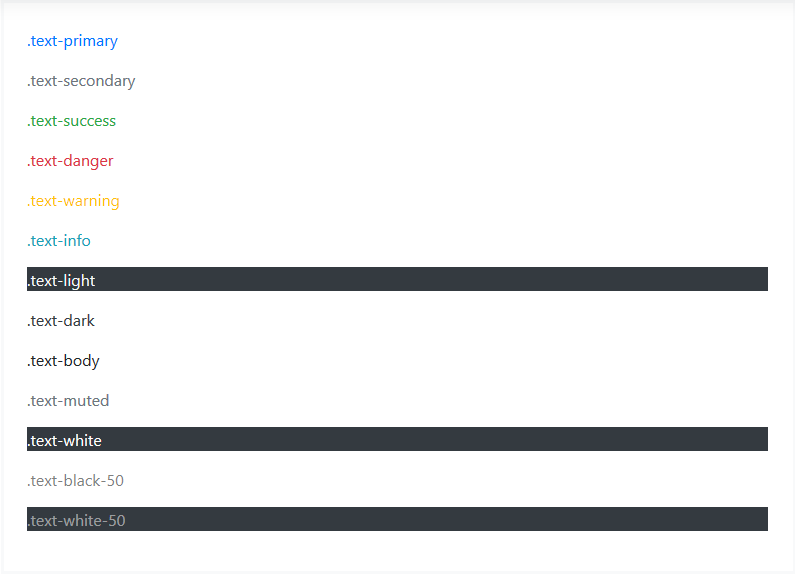 .text-primary
.text-secondary
.text-success
.text-danger
.text-warning
.text-info
.text-light
.text-dark
.text-body
.text-muted
.text-white
.text-black-50
.text-white-50